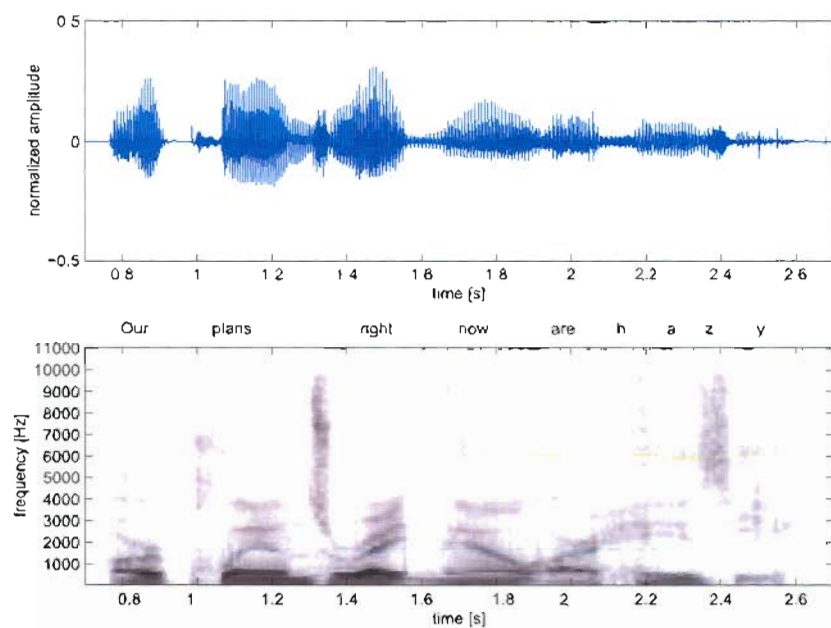 0 5
normalized amplitude
0
−0.5
0 8 1 1.2 1 4 1 6 1 8 2 2.2 2 4 2 6
time [s]
Our plans right now are h a z y
11000
10000
9000
8000
7000
6000
5000
4000
3000
2000
1000
frequency [Hz]
0.8 1 1.2 1.4 1.6 1.8 2 2.2 2.4 2.6
time [s]